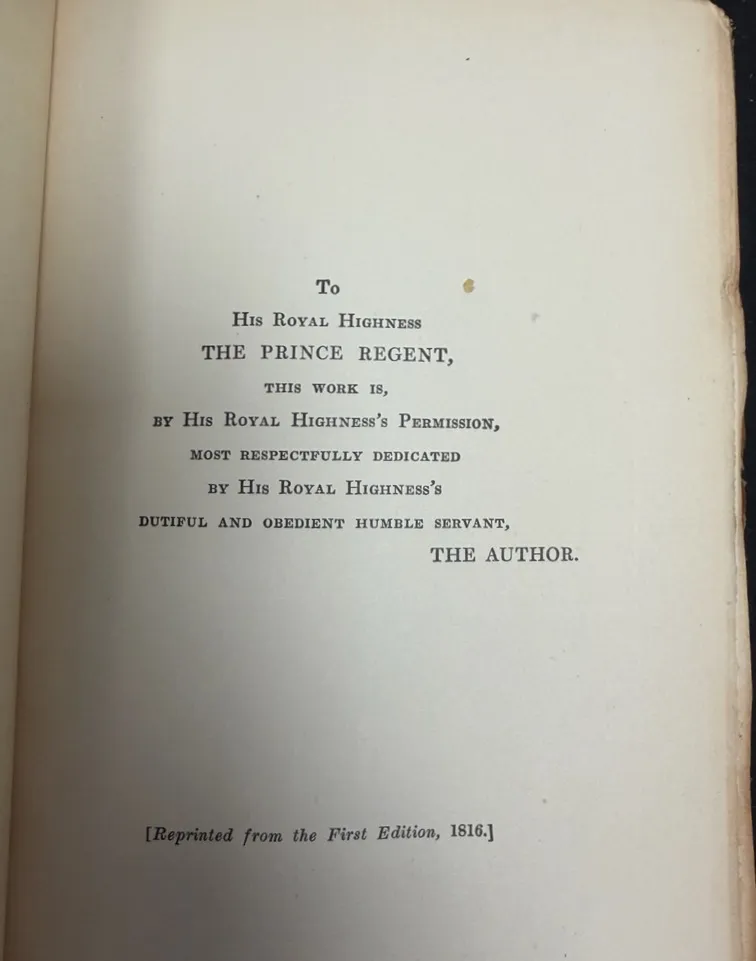 To
His Royal Highness
THE PRINCE REGENT,
THIS WORK IS,
BY His Royal Highness's Permission,
MOST RESPECTFULLY DEDICATED
BY His Royal Highness's
DUTIFUL AND OBEDIENT HUMBLE SERVANT,
THE AUTHOR.
[Reprinted from the First Edition, 1816.]